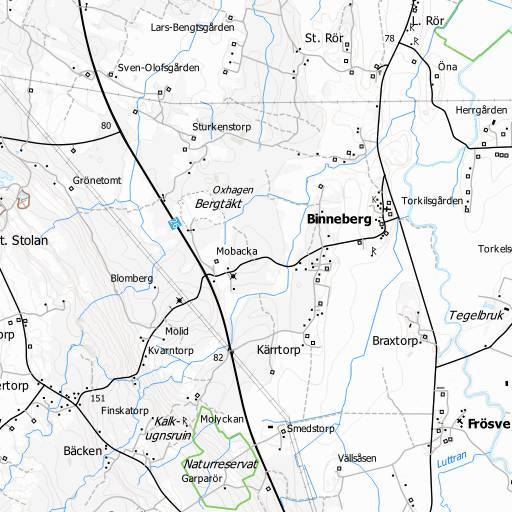 Lars-Bengtsgården
L. Rör
St. Rör
78
Sven-Olofsgården
Öna
Herrgården
80
Sturkenstorp
Grönetomt
Oxhagen
Bergtäkt
Torkilsgården
Binneberg
t. Stolan
Mobacka
Torkels
Blomberg
Tegelbruk
Molid
orp
Kvarntorp
82
Kärrtorp
Braxtorp
ertorp
151
Finskatorp
Kalk-
ugnsruin
Molyckan
Smedstorp
Frösve
Bäcken
Naturreservat
Garparör
Vällsåsen
Luttran